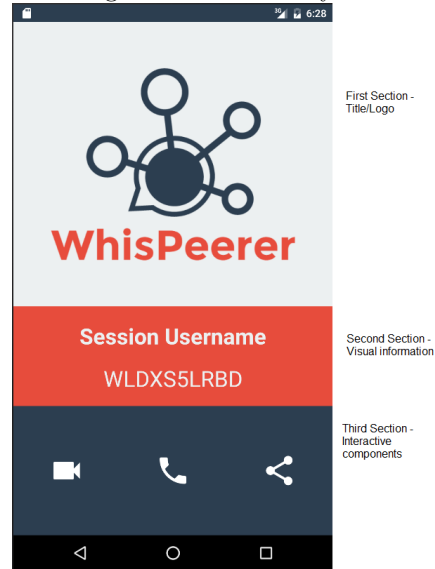 3G 6:28
First Section -
Title/Logo
WhisPeerer
Session Username
WLDXS5LRBD
Second Section -
Visual information
Third Section -
Interactive
components